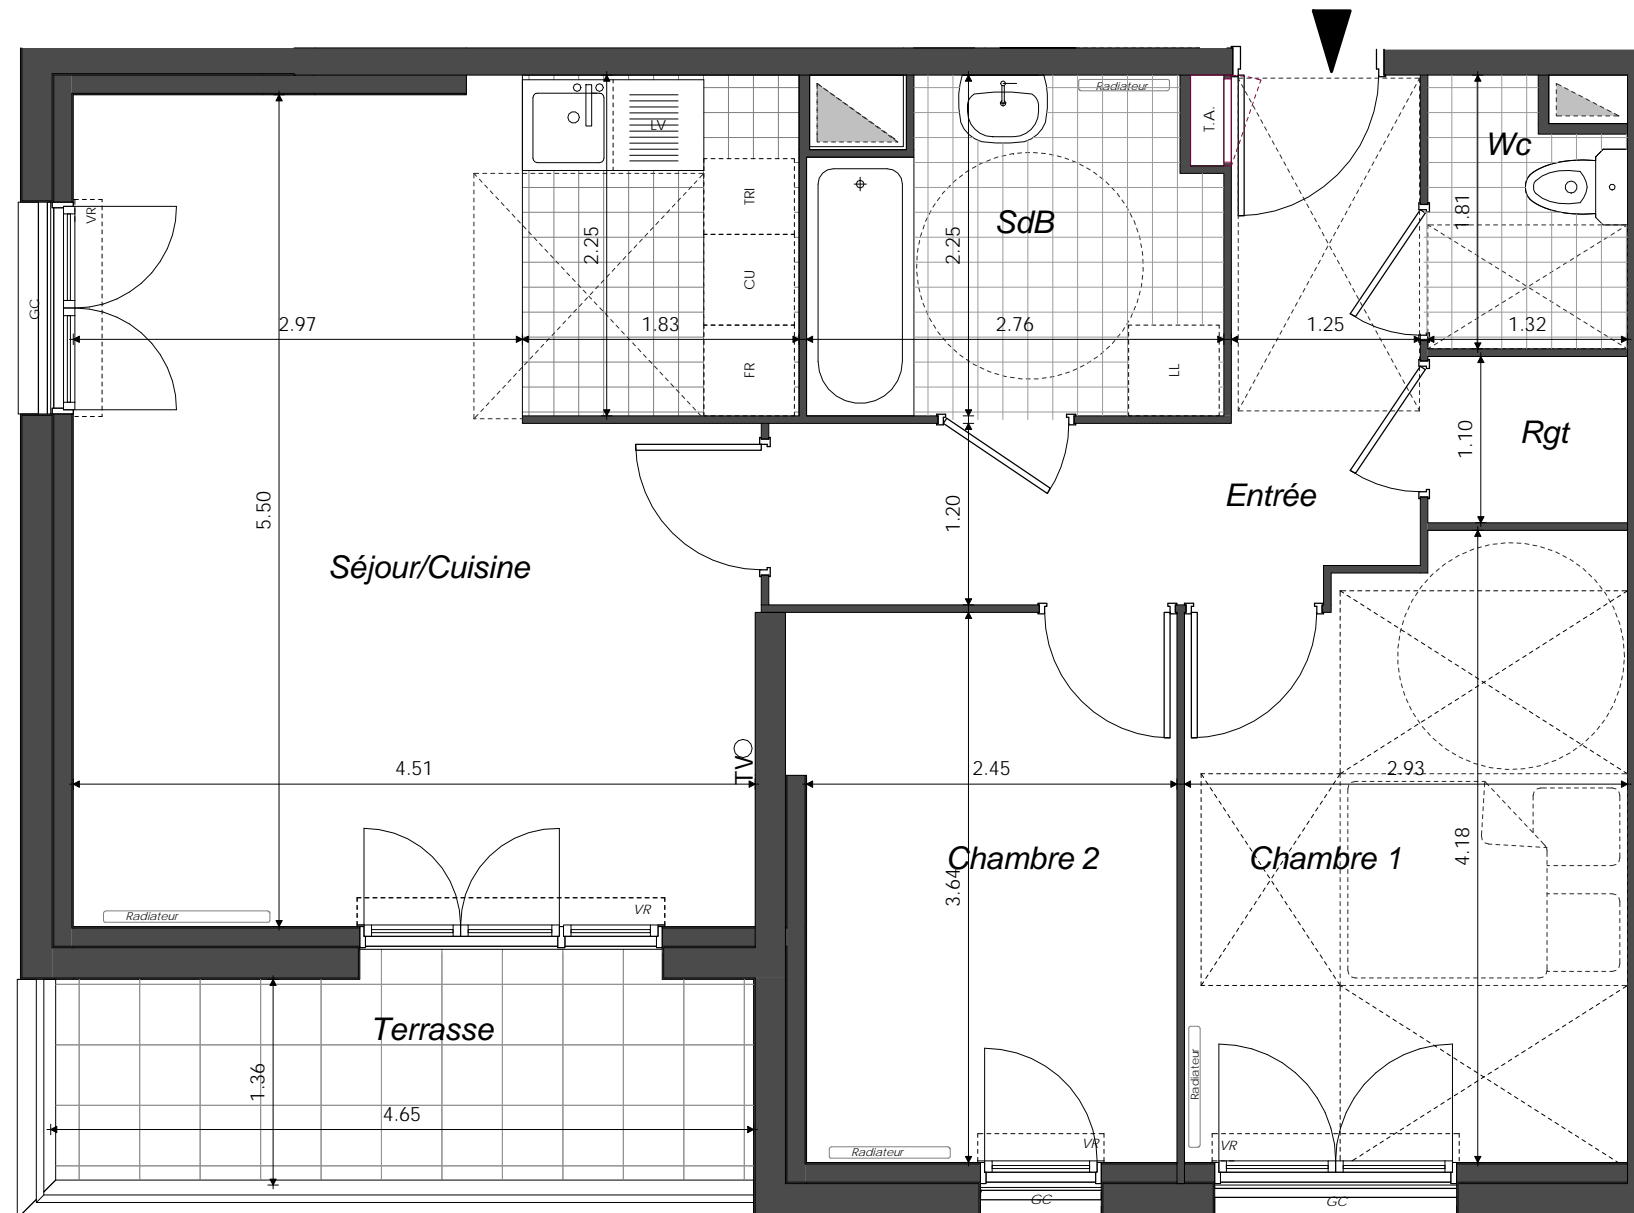 Radiateur
T.A.
LV
Wc
TRI
VR
SdB
1.81
2.25
2.25
CU
GC
2.97
1.83
2.76
1.25
1.32
FR
LL
1.10
Rgt
Entrée
5.50
1.20
Séjour/Cuisine
TV
4.51
2.45
2.93
4.18
Chambre 2
Chambre 1
3.64
Radiateur
VR
Terrasse
1.36
Radiateur
4.65
VR
VR
Radiateur
GC
GC